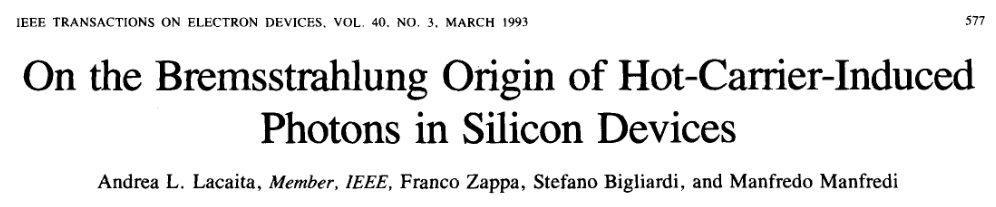 IEEE TRANSACTIONS ON ELECTRON DEVICES, VOL. 40, NO. 3, MARCH 1993 577
On the Bremsstrahlung Origin of Hot-Carrier-Induced
Photons in Silicon Devices
Andrea L. Lacaita, Member, IEEE, Franco Zappa, Stefano Bigliardi, and Manfredo Manfredi